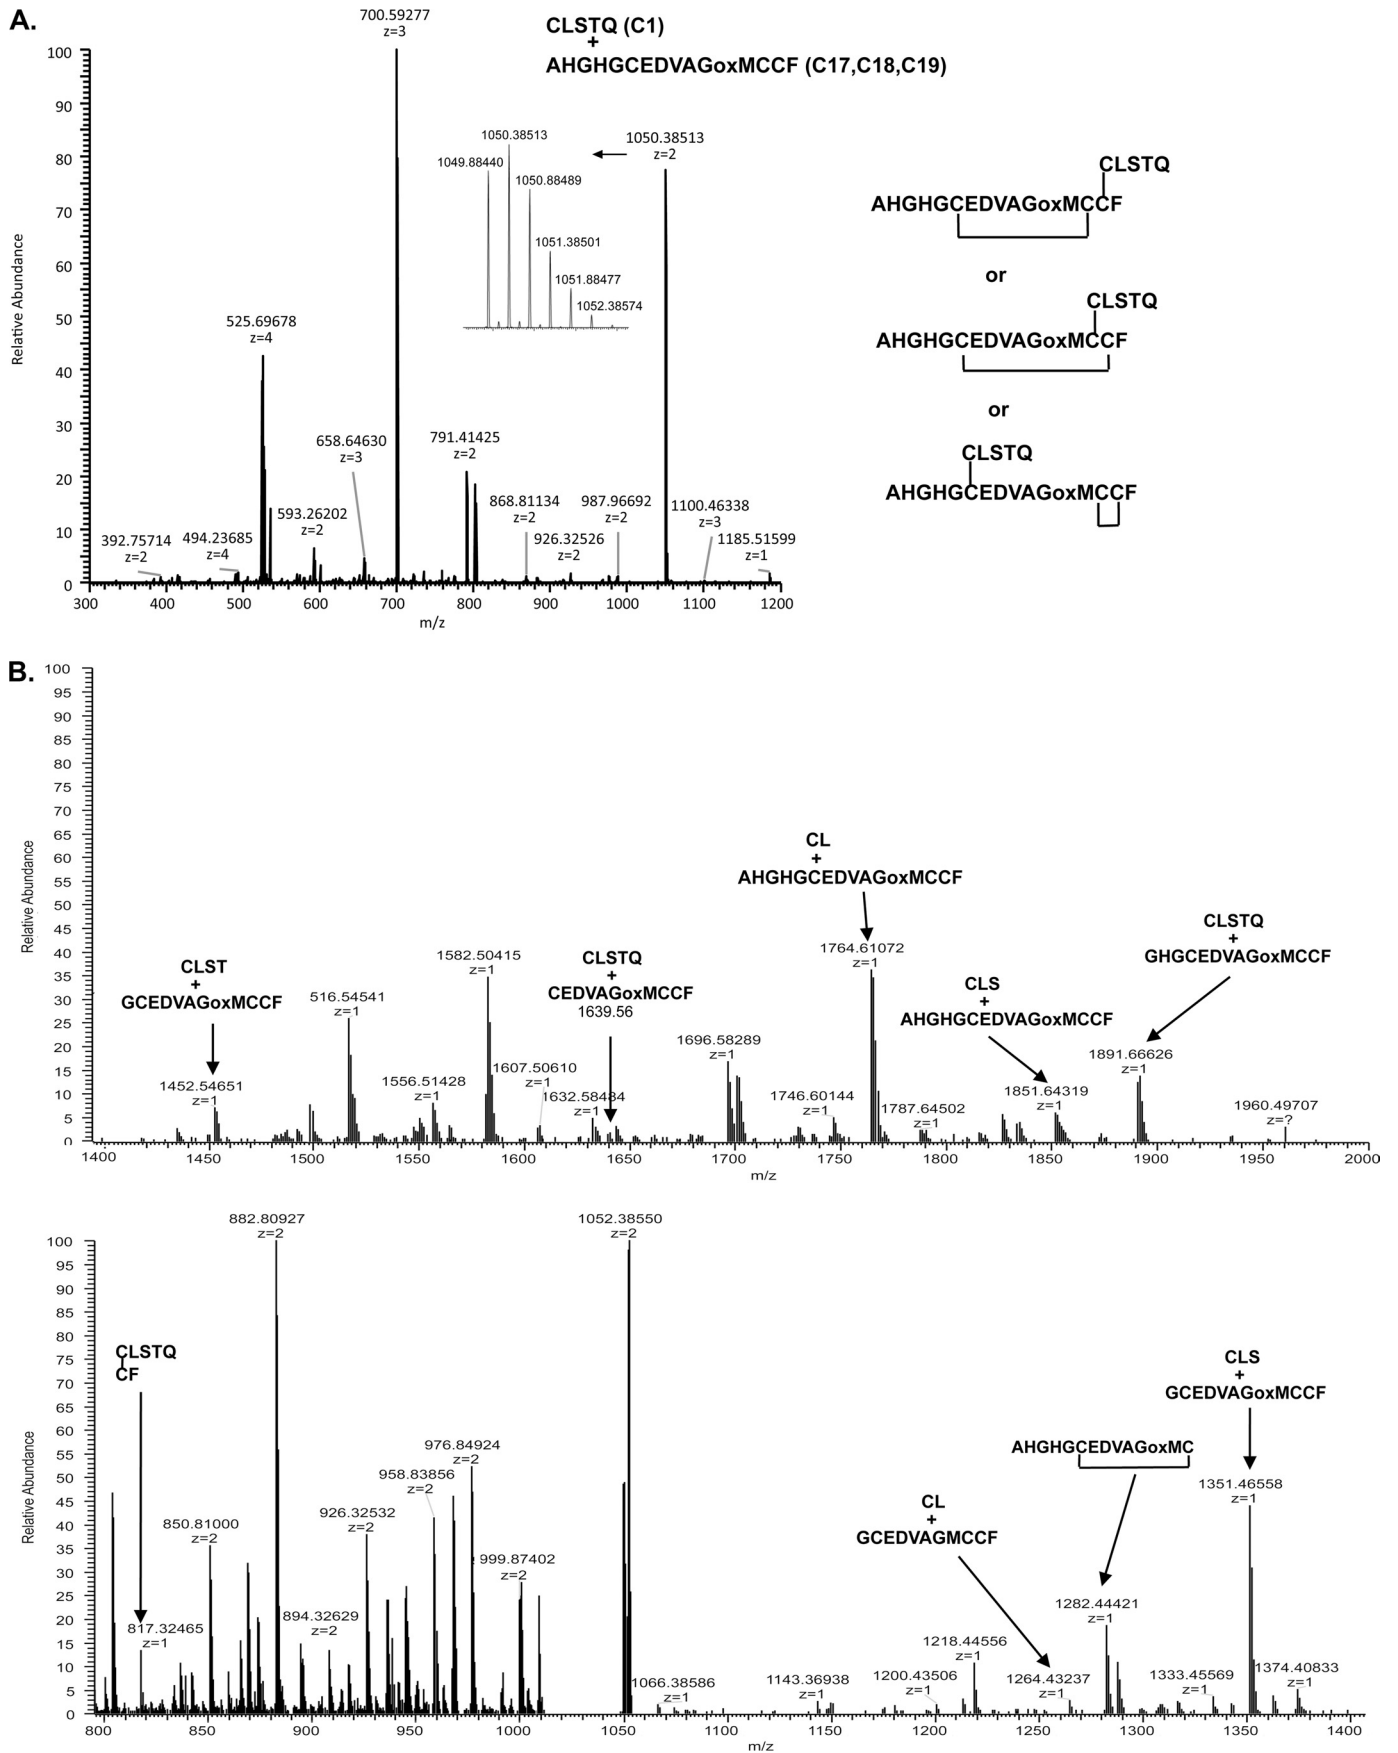 A.
700.59277
z=3
CLSTQ (C1)
+
AHGHGCEDVAGoxMCCF (C17,C18,C19)
100
90
80
70
60
50
40
30
20
10
0
Relative Abundance
1050.38513
1049.88440
1050.88489
1051.38501
1051.88477
1052.38574
1050.38513
z=2
525.69678
z=4
658.64630
z=3
791.41425
z=2
593.26202
z=2
392.75714
z=2
494.23685
z=4
868.81134
z=2
987.96692
z=2
926.32526
z=2
1100.46338
z=3
1185.51599
z=1
300 400 500 600 700 800 900 1000 1100 1200
m/z
CLSTQ
AHGHGCEDVAGoxMCCF
or
CLSTQ
AHGHGCEDVAGoxMCCF
or
CLSTQ
AHGHGCEDVAGoxMCCF
B.
100
95
90
85
80
75
70
65
60
55
50
45
40
35
30
25
20
15
10
5
0
Relative Abundance
CLST
+
GCEDVAGoxMCCF
1452.54651
z=1
516.54541
z=1
1582.50415
z=1
1556.51428
z=1
1607.50610
z=1
CLSTQ
+
CEDVAGoxMCCF
1639.56
1632.58484
z=1
1696.58289
z=1
1746.60144
z=1
CL
+
AHGHGCEDVAGoxMCCF
1764.61072
z=1
1787.64502
z=1
CLS
+
AHGHGCEDVAGoxMCCF
1851.64319
z=1
CLSTQ
+
GHGCEDVAGoxMCCF
1891.66626
z=1
1960.49707
z=?
1400 1450 1500 1550 1600 1650 1700 1750 1800 1850 1900 1950 2000
m/z
100
95
90
85
80
75
70
65
60
55
50
45
40
35
30
25
20
15
10
5
0
Relative Abundance
CLSTQ
CF
817.32465
z=1
850.81000
z=2
882.80927
z=2
894.32629
z=2
926.32532
z=2
958.83856
z=2
976.84924
z=2
999.87402
z=2
1052.38550
z=2
1066.38586
z=1
1143.36938
z=1
1200.43506
z=1
1218.44556
z=1
CL
+
GCEDVAGMCCF
1264.43237
z=1
AHGHGCEDVAGoxMC
1282.44421
z=1
1333.45569
z=1
CLS
+
GCEDVAGoxMCCF
1351.46558
z=1
1374.40833
z=1
800 850 900 950 1000 1050 1100 1150 1200 1250 1300 1350 1400
m/z